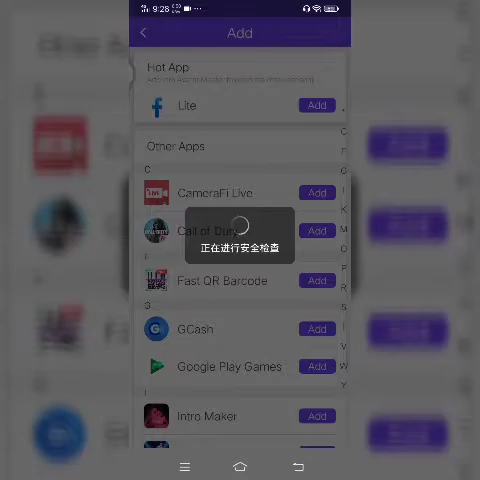 9:28
Add
Hot App
Lite
Add
Other Apps
C
CameraFi Live
Add
Call of Duty
Add
F
Fast QR Barcode
Add
G
GCash
Add
Google Play Games
Add
I
Intro Maker
Add
正在进行安全检查
C
F
G
I
K
M
O
P
R
S
T
V
W
Y